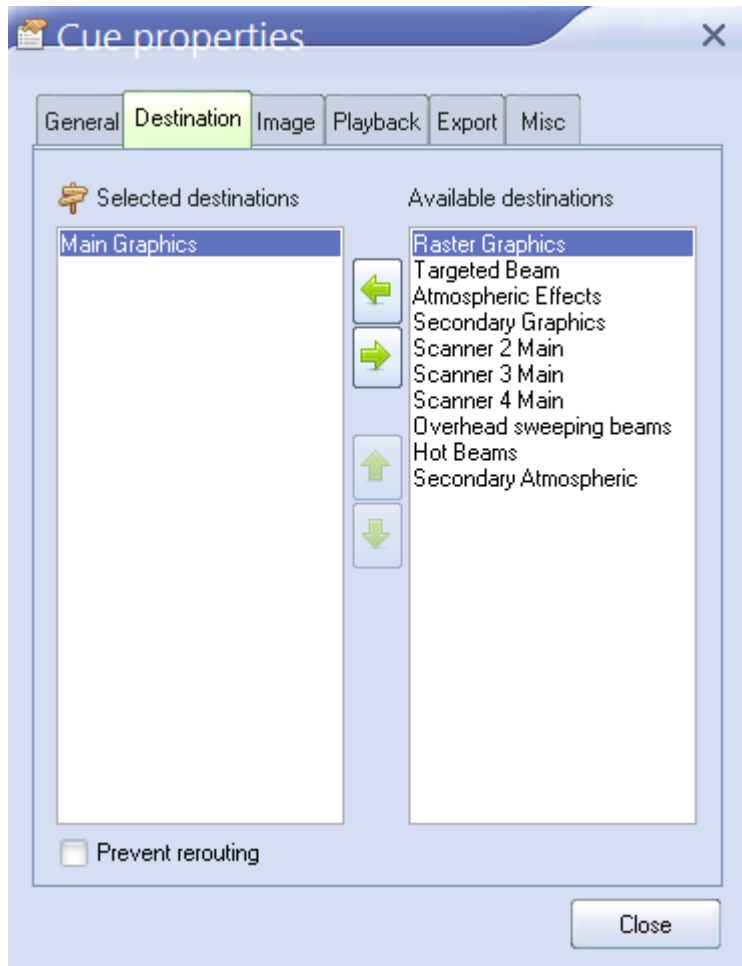 Cue properties
General Destination Image Playback Export Misc
Selected destinations
Available destinations
Main Graphics
Raster Graphics
Targeted Beam
Atmospheric Effects
Secondary Graphics
Scanner 2 Main
Scanner 3 Main
Scanner 4 Main
Overhead sweeping beams
Hot Beams
Secondary Atmospheric
Prevent rerouting
Close